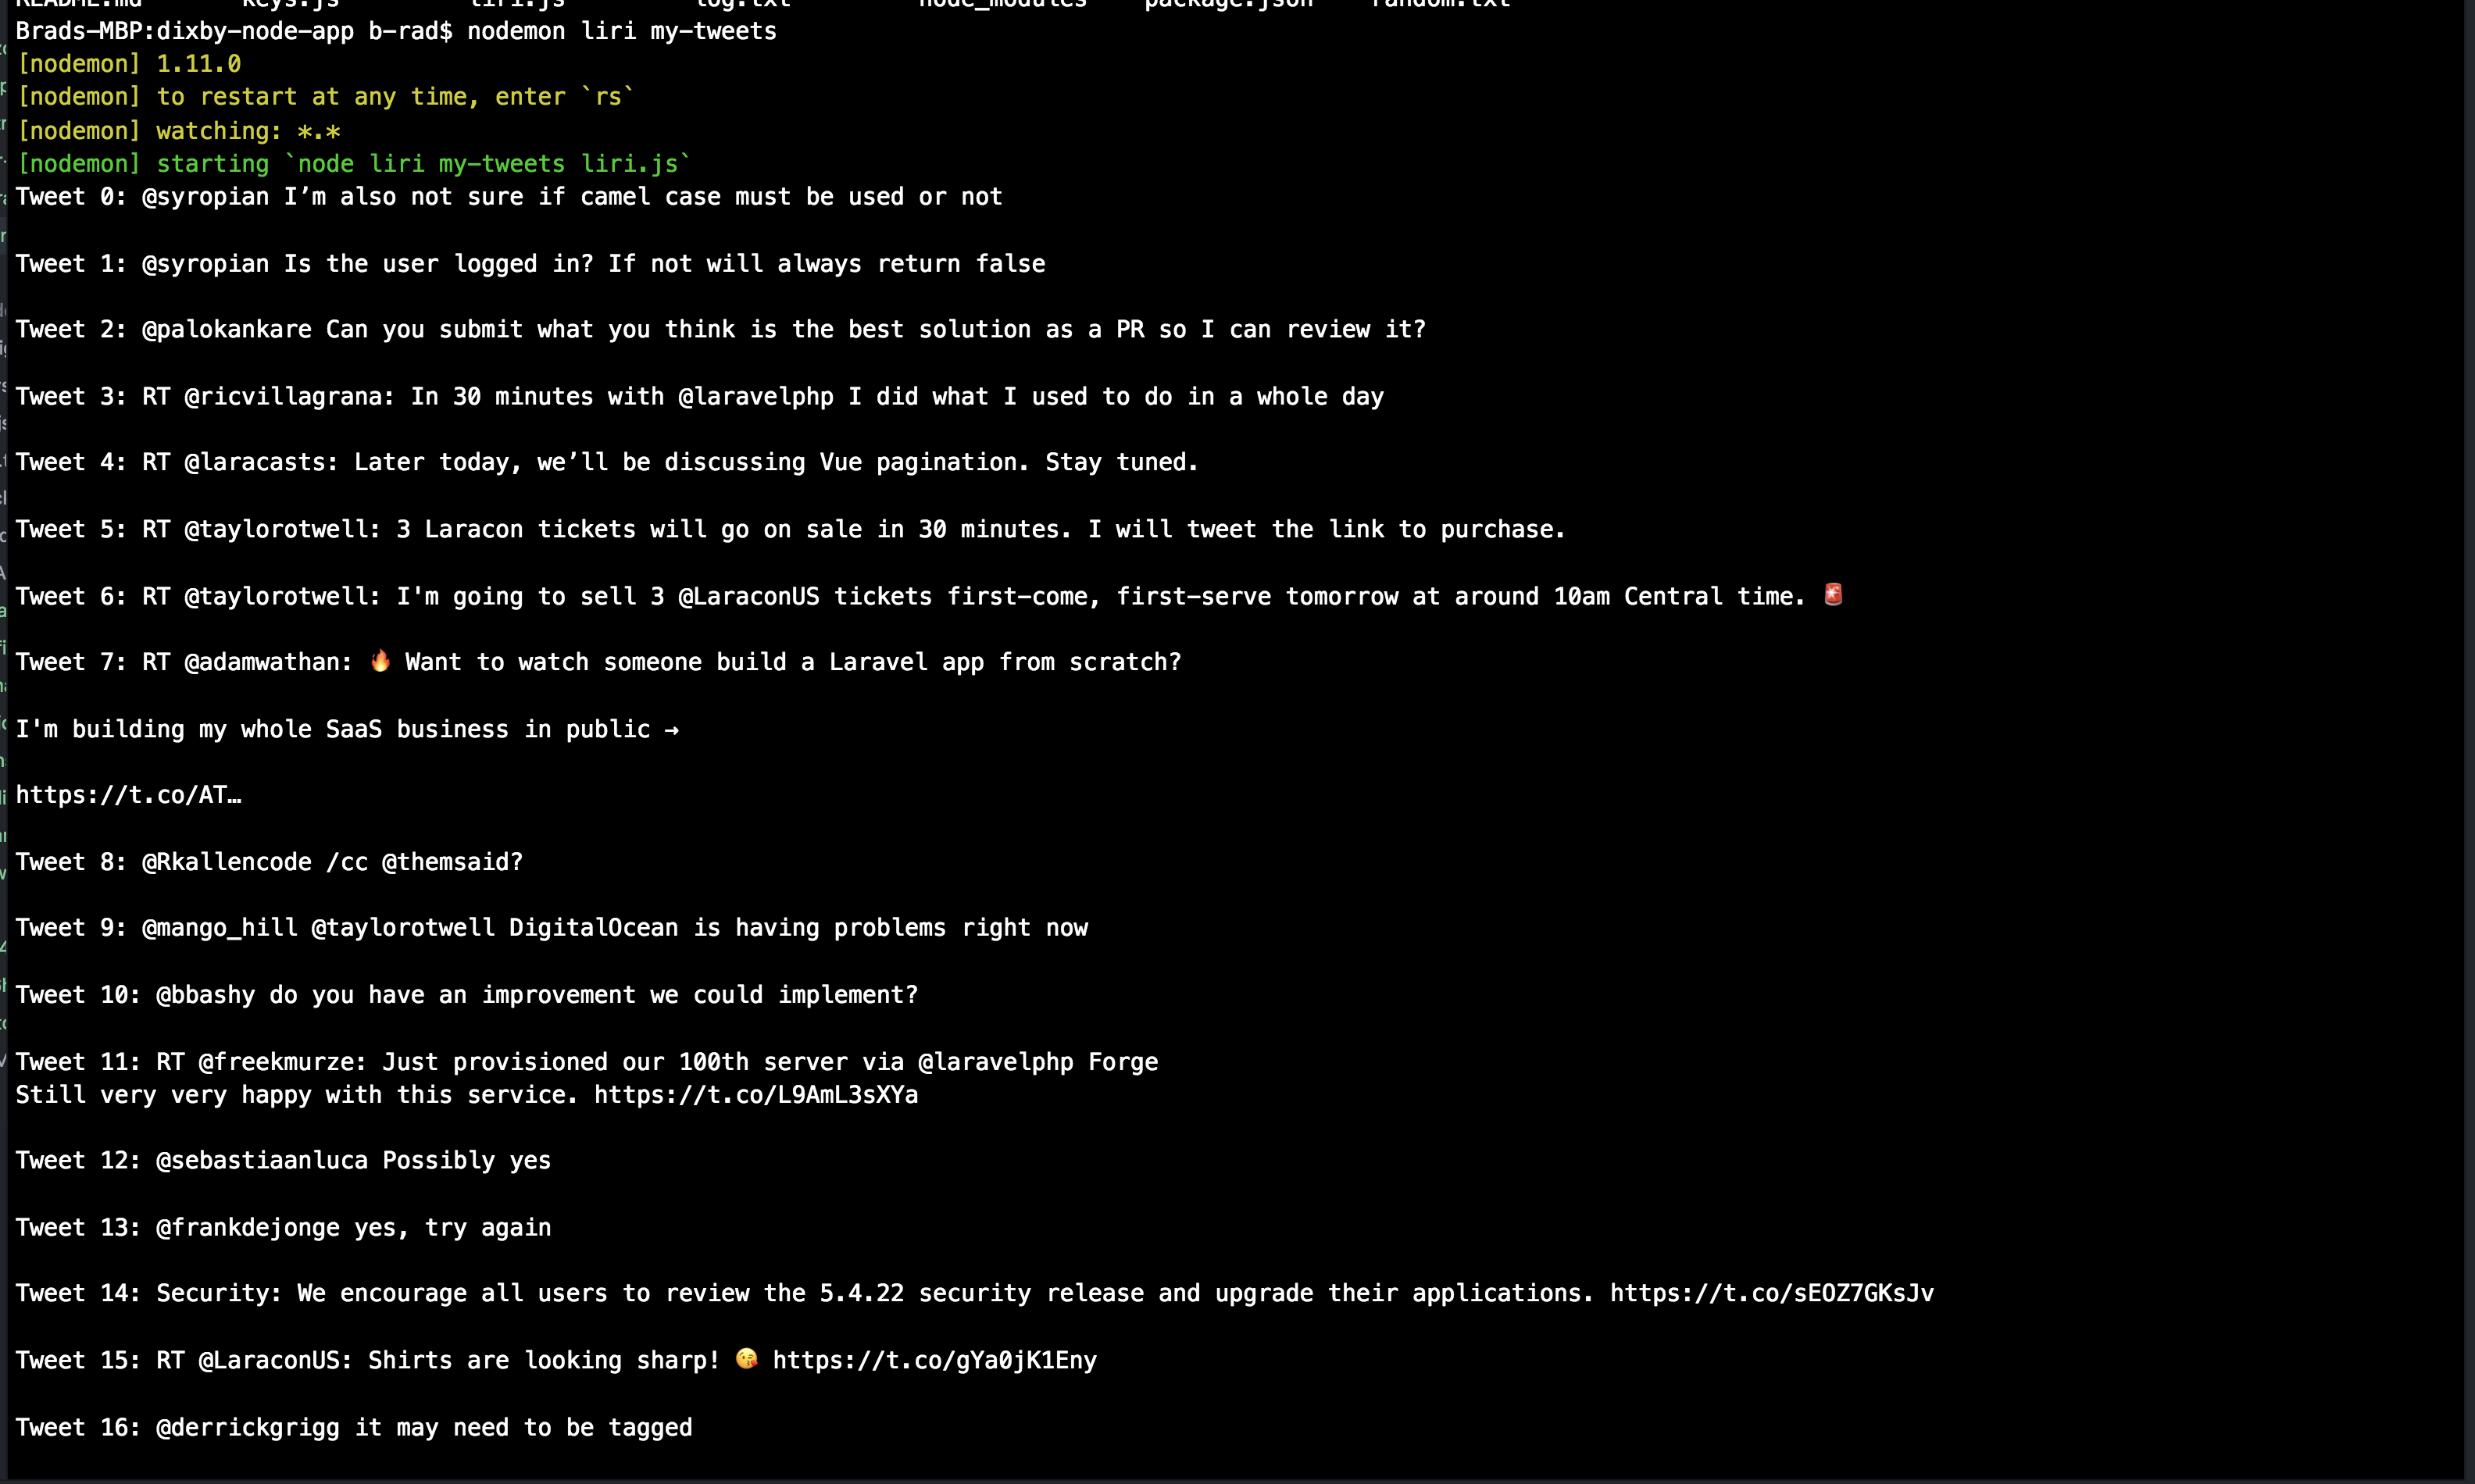 README.md keys.js liri.js log.txt node_modules package.json random.txt
Brads-MBP:dixby-node-app b-rad$ nodemon liri my-tweets
[nodemon] 1.11.0
[nodemon] to restart at any time, enter `rs`
[nodemon] watching: *.*
[nodemon] starting `node liri my-tweets liri.js`
Tweet 0: @syropian I’m also not sure if camel case must be used or not
Tweet 1: @syropian Is the user logged in? If not will always return false
Tweet 2: @palokankare Can you submit what you think is the best solution as a PR so I can review it?
Tweet 3: RT @ricvillagrana: In 30 minutes with @laravelphp I did what I used to do in a whole day
Tweet 4: RT @laracasts: Later today, we’ll be discussing Vue pagination. Stay tuned.
Tweet 5: RT @taylorotwell: 3 Laracon tickets will go on sale in 30 minutes. I will tweet the link to purchase.
Tweet 6: RT @taylorotwell: I'm going to sell 3 @LaraconUS tickets first-come, first-serve tomorrow at around 10am Central time. 🚨
Tweet 7: RT @adamwathan: 🔥 Want to watch someone build a Laravel app from scratch?
I'm building my whole SaaS business in public →
https://t.co/AT…
Tweet 8: @Rkallencode /cc @themsaid?
Tweet 9: @mango_hill @taylorotwell DigitalOcean is having problems right now
Tweet 10: @bbashy do you have an improvement we could implement?
Tweet 11: RT @freekmurze: Just provisioned our 100th server via @laravelphp Forge
Still very very happy with this service. https://t.co/L9AmL3sXYa
Tweet 12: @sebastiaanluca Possibly yes
Tweet 13: @frankdejonge yes, try again
Tweet 14: Security: We encourage all users to review the 5.4.22 security release and upgrade their applications. https://t.co/sEOZ7GKsJv
Tweet 15: RT @LaraconUS: Shirts are looking sharp! 😘 https://t.co/gYa0jK1Eny
Tweet 16: @derrickgrigg it may need to be tagged